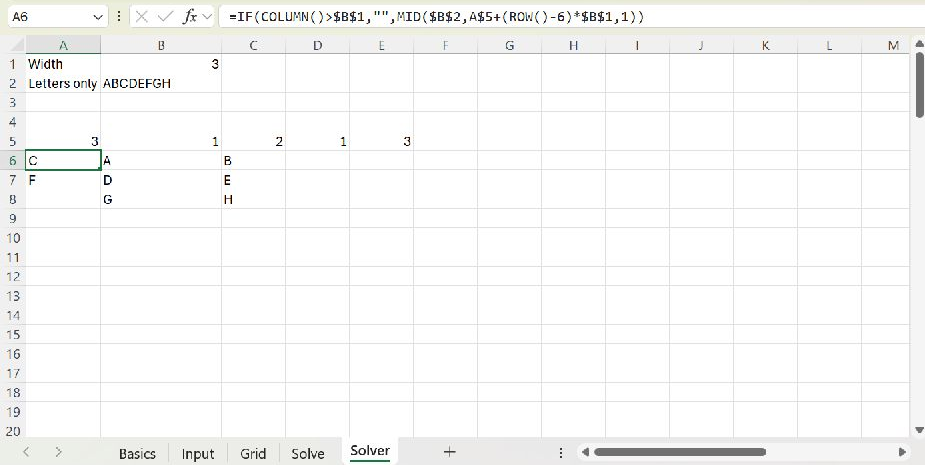 A6 fx =IF(COLUMN()>$B$1,"",MID($B$2,A$5+(ROW()-6)*$B$1,1))
A B C D E F G H I J K L M
1 Width 3
2 Letters only ABCDEFGH
3
4
5 3 1 2 1 3
6 C A B
7 F D E
8 G H
9
10
11
12
13
14
15
16
17
18
19
20
Basics Input Grid Solve Solver +